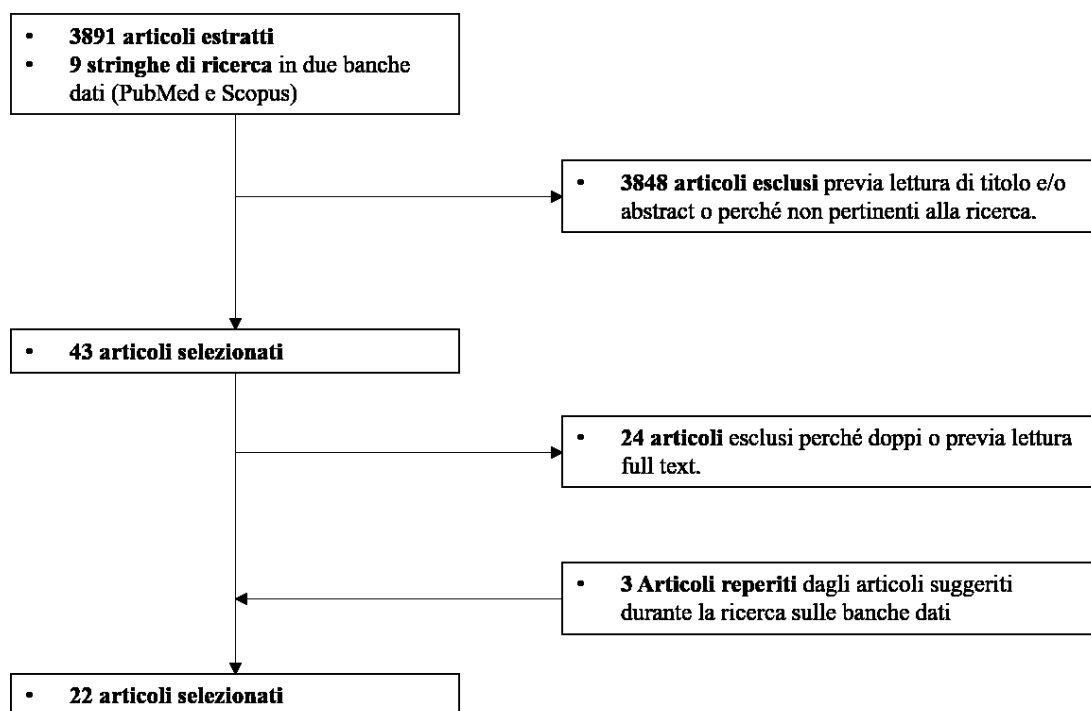 • 3891 articoli estratti
• 9 stringhe di ricerca in due banche
dati (PubMed e Scopus)
• 3848 articoli esclusi previa lettura di titolo e/o
abstract o perché non pertinenti alla ricerca.
• 43 articoli selezionati
• 24 articoli esclusi perché doppi o previa lettura
full text.
• 3 Articoli reperiti dagli articoli suggeriti
durante la ricerca sulle banche dati
• 22 articoli selezionati